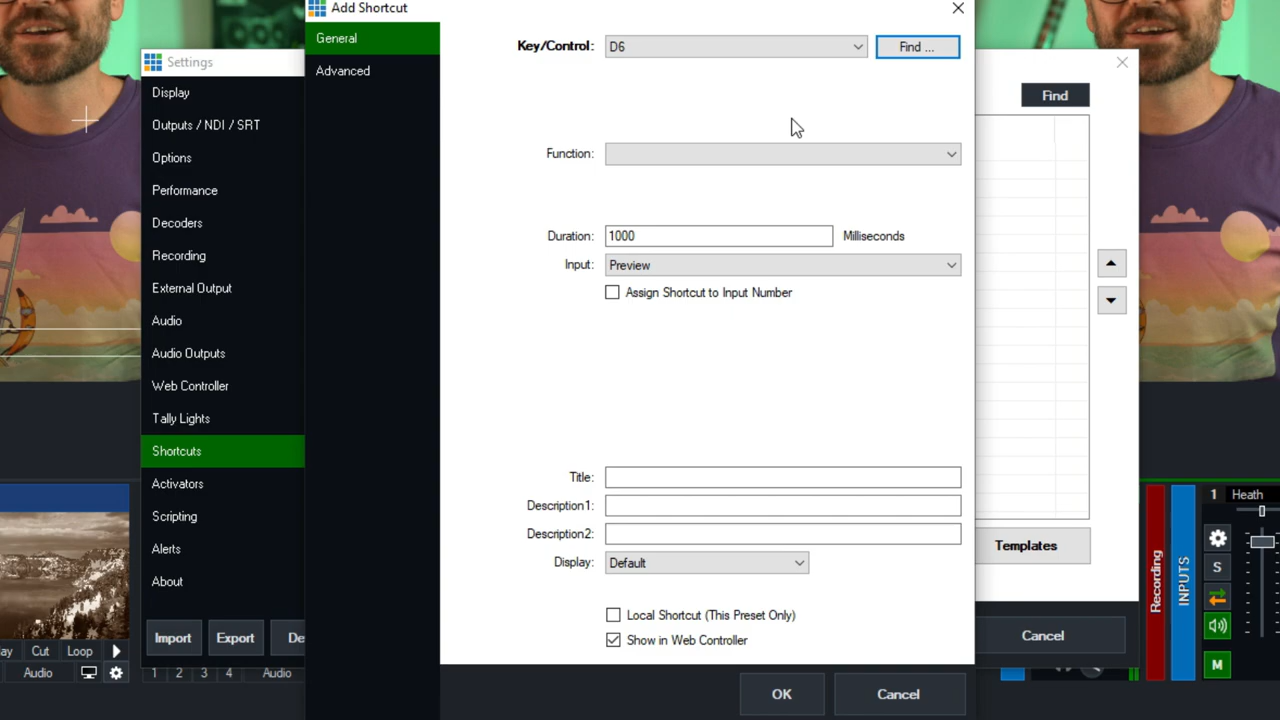 Add Shortcut
General
Advanced
Key/Control:
D6
Find ...
Function:
Duration:
1000
Milliseconds
Input:
Preview
Assign Shortcut to Input Number
Title:
Description1:
Description2:
Display:
Default
Local Shortcut (This Preset Only)
Show in Web Controller
OK
Cancel
Settings
Display
Outputs / NDI / SRT
Options
Performance
Decoders
Recording
External Output
Audio
Audio Outputs
Web Controller
Tally Lights
Shortcuts
Activators
Scripting
Alerts
About
Import
Export
De
Find
Templates
Cancel
ay
Cut
Loop
Audio
1
2
3
4
Audio
Recording
INPUTS
1
Heath
S
M